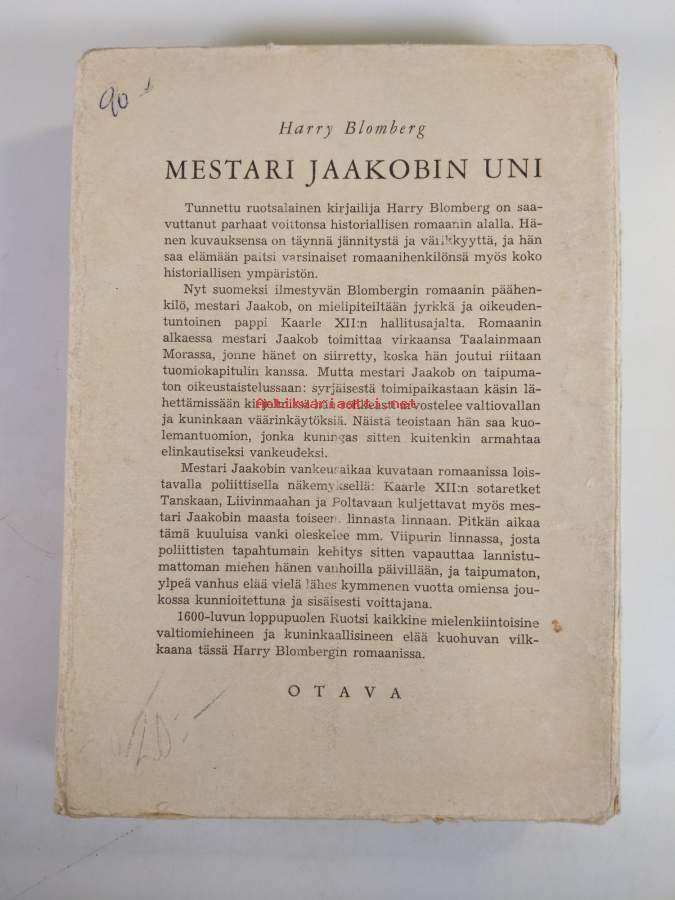 90
Harry Blomberg
MESTARI JAAKOBIN UNI
Tunnettu ruotsalainen kirjailija Harry Blomberg on saa-
vuttanut parhaat voittonsa historiallisen romaanin alalla. Hä-
nen kuvauksensa on täynnä jännitystä ja värikkyyttä, ja hän
saa elämään paitsi varsinaiset romaanihenkilönsä myös koko
historiallisen ympäristön.
Nyt suomeksi ilmestyvän Blombergin romaanin päähen-
kilö, mestari Jaakob, on mielipiteiltään jyrkkä ja oikeuden-
tuntoinen pappi Kaarle XII:n hallitusajalta. Romaanin
alkaessa mestari Jaakob toimittaa virkaansa Taalainmaan
Morassa, jonne hänet on siirretty, koska hän joutui riitaan
tuomiokapitulin kanssa. Mutta mestari Jaakob on taipuma-
ton oikeustaistelussaan: syrjäisestä toimipaikastaan käsin lä-
hettämissään hän arvostelee valtiovallan
ja kuninkaan väärinkäytöksiä. Näistä teoistaan hän saa kuo-
lemantuomion, jonka kuningas sitten kuitenkin armahtaa
elinkautiseksi vankeudeksi.
Mestari Jaakobin vankeusaikaa kuvataan romaanissa lois-
tavalla poliittisella näkemyksellä: Kaarle XII:n sotaretket
Tanskaan, Liivinmaahan ja Poltavaan kuljettavat myös mes-
tari Jaakobin maasta toiseen, linnasta linnaan. Pitkän aikaa
tämä kuuluisa vanki oleskelee mm. Viipurin linnassa, josta
poliittisten tapahtumain kehitys sitten vapauttaa lannistu-
mattoman miehen hänen vanhoilla päivillään, ja taipumaton,
ylpeä vanhus elää vielä lähes kymmenen vuotta omiensa jou-
kossa kunnioitettuna ja sisäisesti voittajana.
1600-luvun loppupuolen Ruotsi kaikkine mielenkiintoisine
valtiomiehineen ja kuninkaallisineen elää kuohuvan vilk-
kaana tässä Harry Blombergin romaanissa.
OTAVA